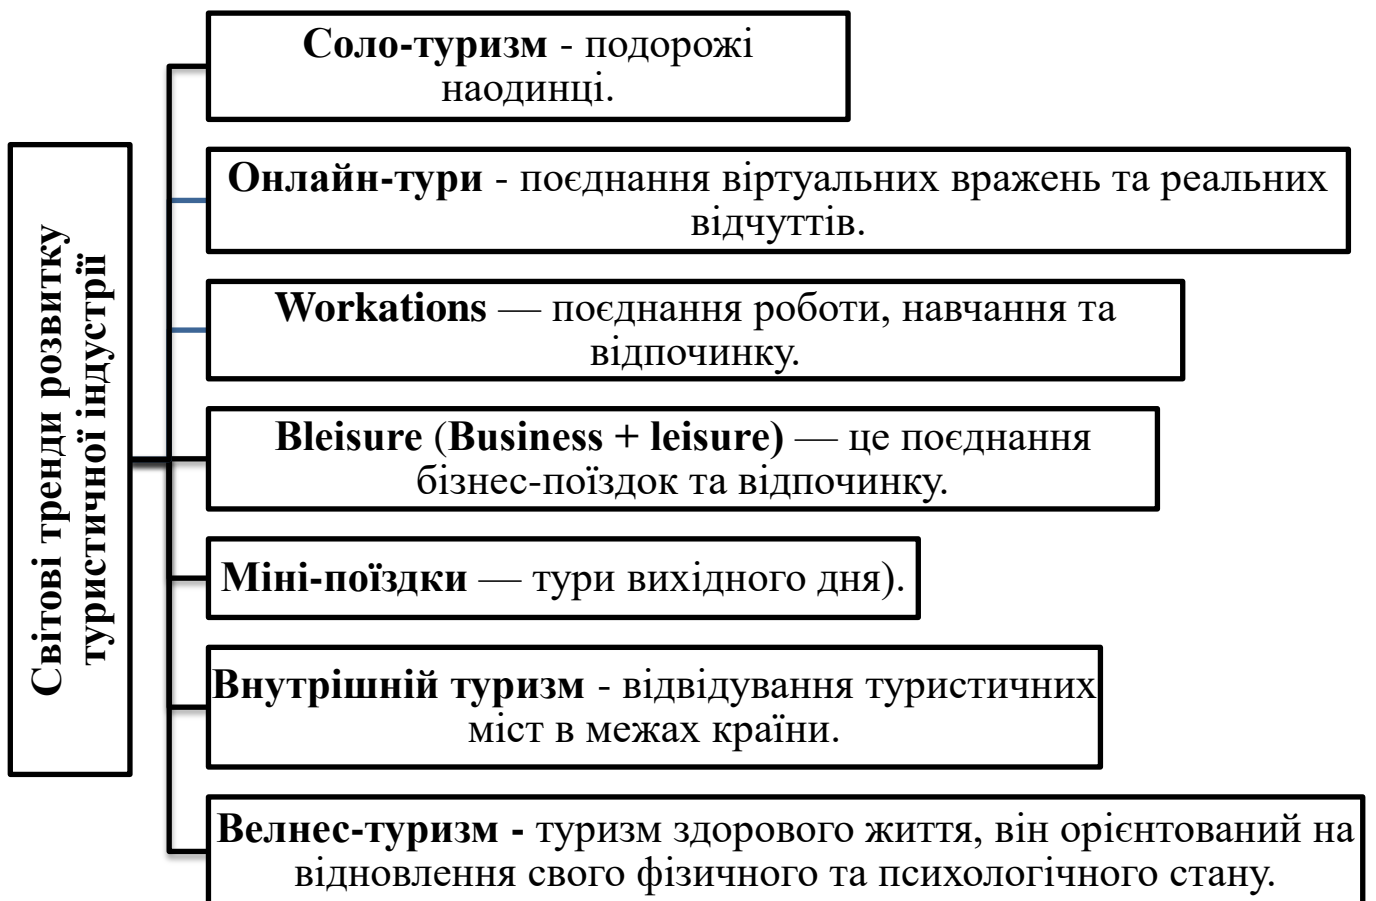 Світові тренди розвитку
туристичної індустрії
Соло-туризм - подорожі
наодинці.
Онлайн-тури - поєднання віртуальних вражень та реальних
відчуттів.
Workations — поєднання роботи, навчання та
відпочинку.
Bleisure (Business + leisure) — це поєднання
бізнес-поїздок та відпочинку.
Міні-поїздки — тури вихідного дня).
Внутрішній туризм - відвідування туристичних
міст в межах країни.
Велнес-туризм - туризм здорового життя, він орієнтований на
відновлення свого фізичного та психологічного стану.